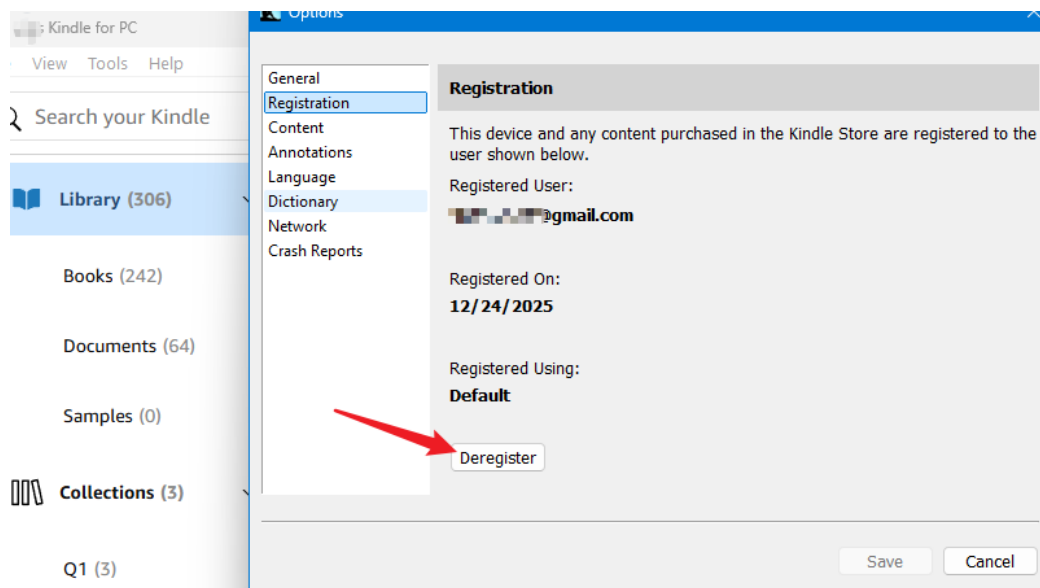 Kindle for PC
View Tools Help
Search your Kindle
Library (306)
Books (242)
Documents (64)
Samples (0)
Collections (3)
Q1 (3)
Options
General
Registration
Content
Annotations
Language
Dictionary
Network
Crash Reports
Registration
This device and any content purchased in the Kindle Store are registered to the
user shown below.
Registered User:
@gmail.com
Registered On:
12/24/2025
Registered Using:
Default
Deregister
Save
Cancel